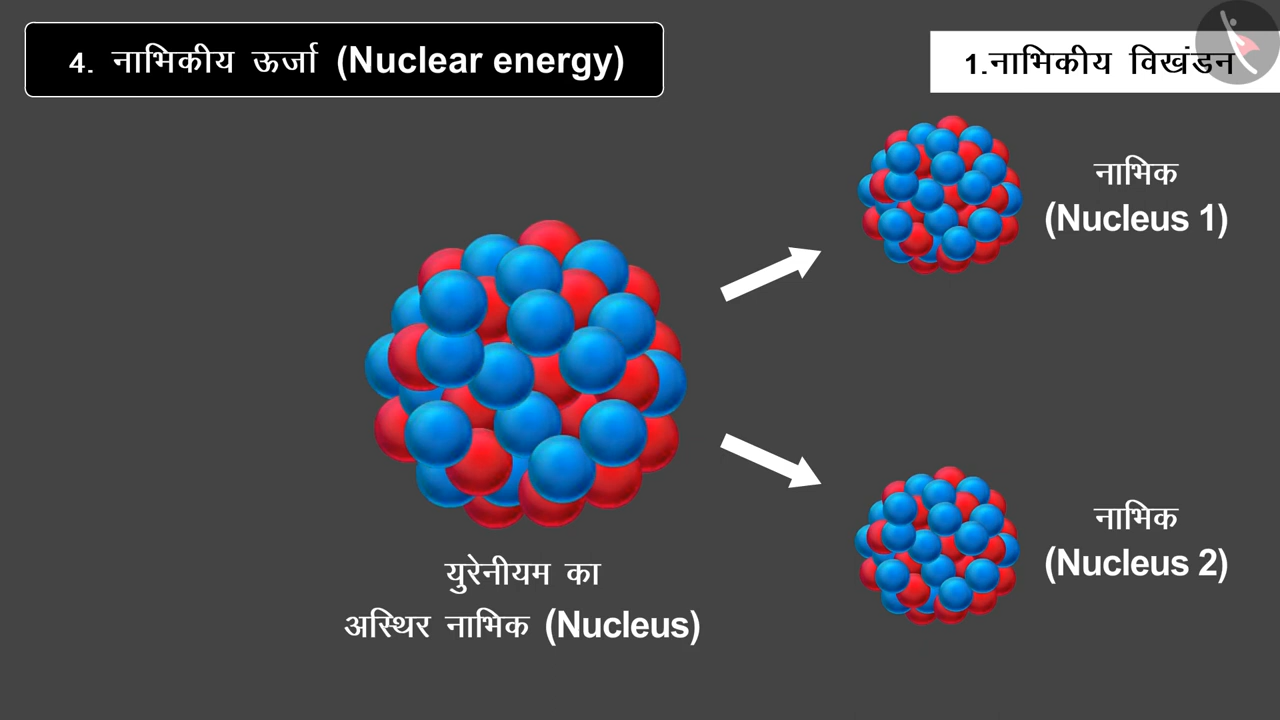 4. नाभिकीय ऊर्जा (Nuclear energy)
1.नाभिकीय विखंडन
नाभिक
(Nucleus 1)
युरेनीयम का
अस्थिर नाभिक (Nucleus)
नाभिक
(Nucleus 2)